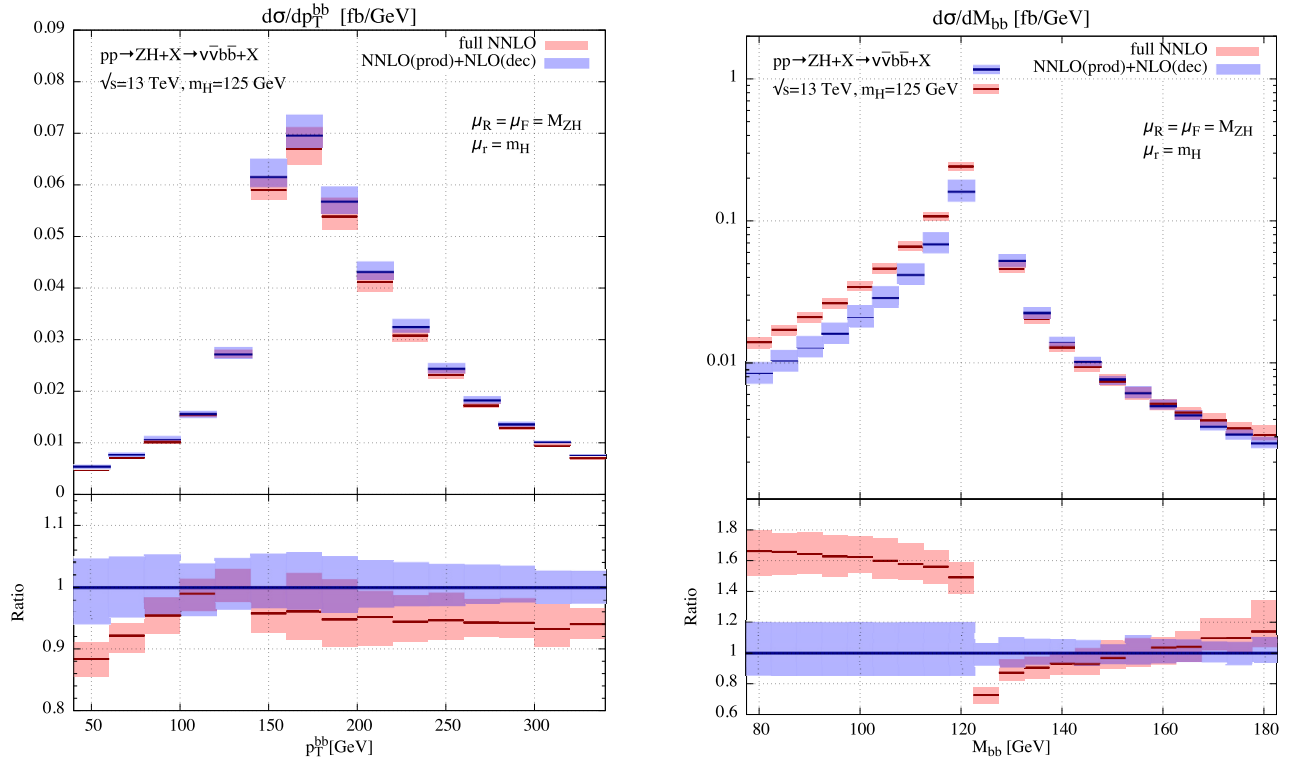 dσ/dp_T^bb [fb/GeV]
pp→ZH+X→νν̄bb̄+X
√s=13 TeV, m_H=125 GeV
full NNLO
NNLO(prod)+NLO(dec)
μ_R = μ_F = M_ZH
μ_r = m_H
0.09
0.08
0.07
0.06
0.05
0.04
0.03
0.02
0.01
0
Ratio
1.1
1
0.9
0.8
50 100 150 200 250 300
p_T^bb [GeV]
dσ/dM_bb [fb/GeV]
pp→ZH+X→νν̄bb̄+X
√s=13 TeV, m_H=125 GeV
full NNLO
NNLO(prod)+NLO(dec)
μ_R = μ_F = M_ZH
μ_r = m_H
1
0.1
0.01
Ratio
1.8
1.6
1.4
1.2
1
0.8
0.6
80 100 120 140 160 180
M_bb [GeV]